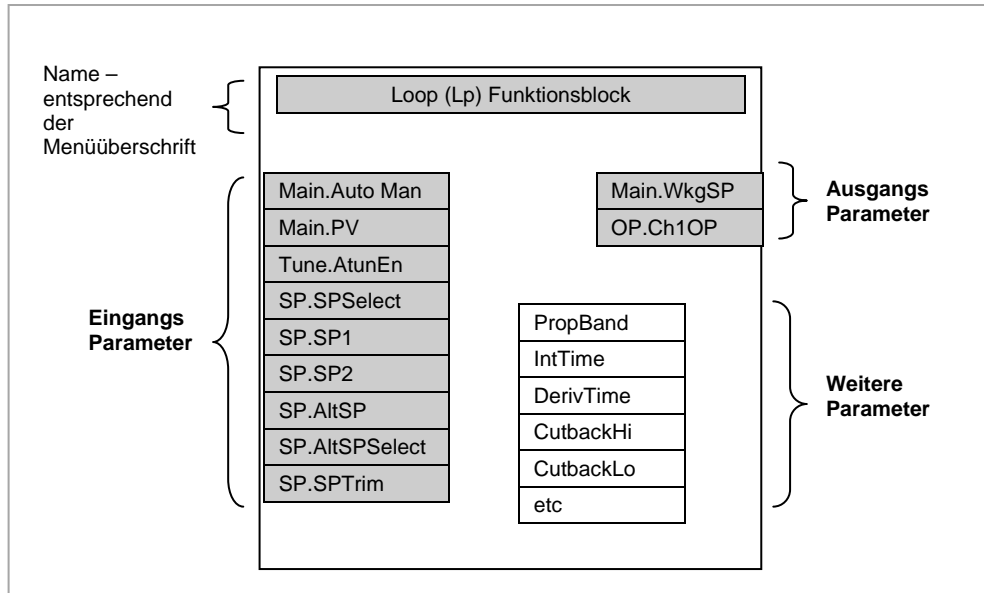 Name –
entsprechend
der
Menüüberschrift
Loop (Lp) Funktionsblock
Eingangs
Parameter
Main.Auto Man
Main.PV
Tune.AtunEn
SP.SPSelect
SP.SP1
SP.SP2
SP.AltSP
SP.AltSPSelect
SP.SPTrim
Main.WkgSP
OP.Ch1OP
Ausgangs
Parameter
PropBand
IntTime
DerivTime
CutbackHi
CutbackLo
etc
Weitere
Parameter